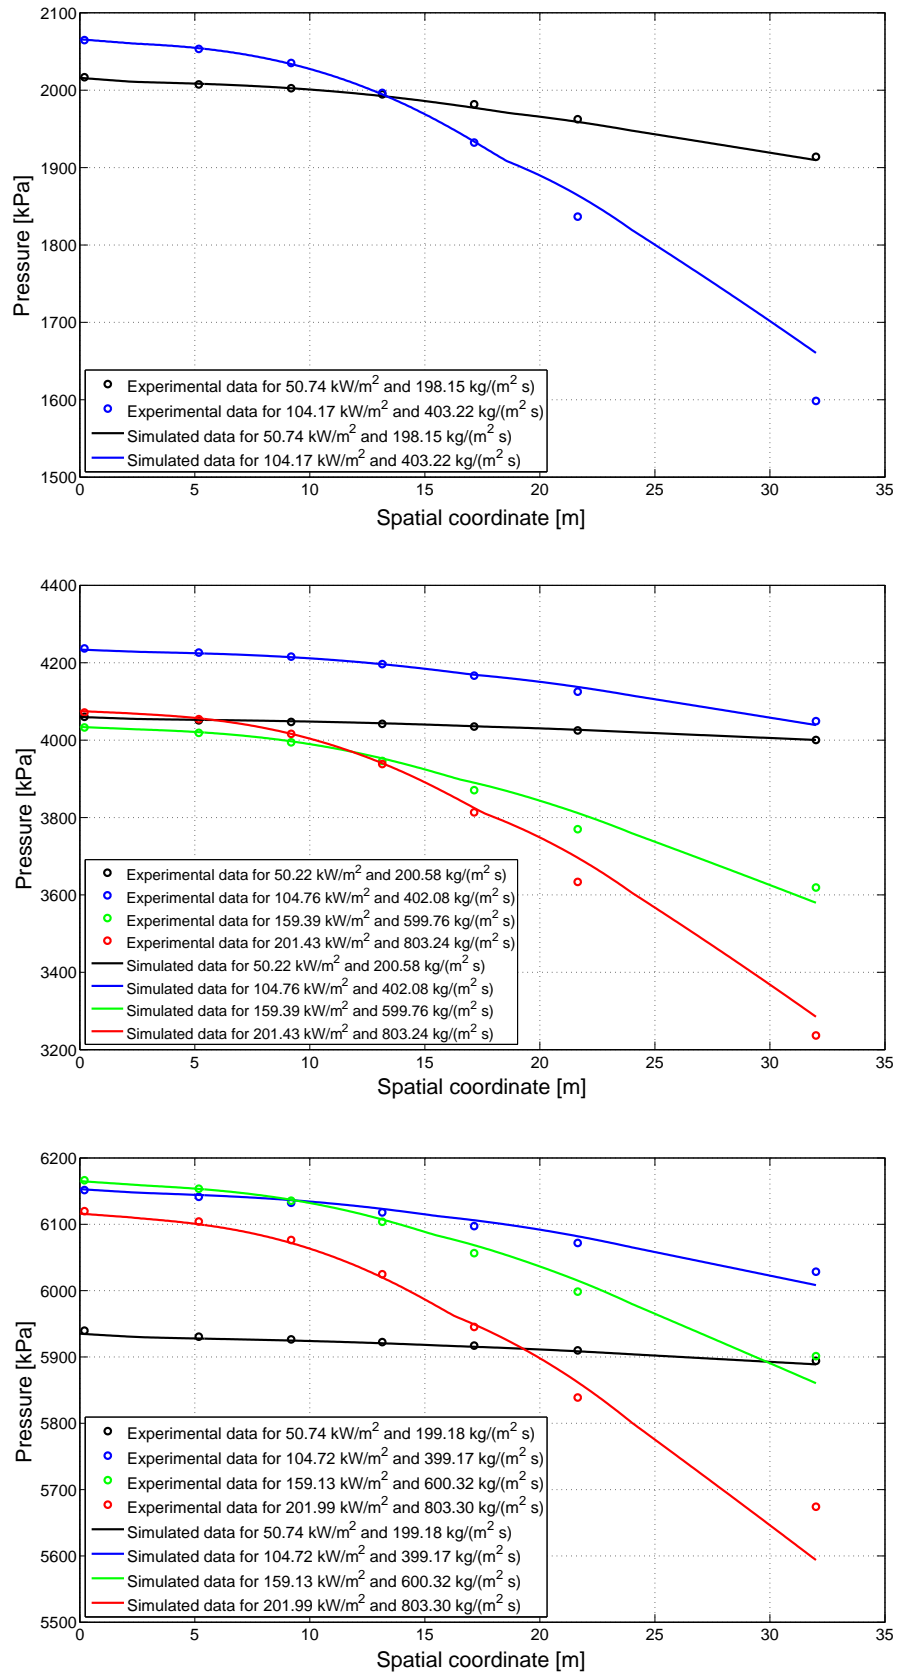 2100
2000
1900
1800
1700
1600
1500
Pressure [kPa]
Experimental data for 50.74 kW/m² and 198.15 kg/(m² s)
Experimental data for 104.17 kW/m² and 403.22 kg/(m² s)
Simulated data for 50.74 kW/m² and 198.15 kg/(m² s)
Simulated data for 104.17 kW/m² and 403.22 kg/(m² s)
0 5 10 15 20 25 30 35
Spatial coordinate [m]
4400
4200
4000
3800
3600
3400
3200
Pressure [kPa]
Experimental data for 50.22 kW/m² and 200.58 kg/(m² s)
Experimental data for 104.76 kW/m² and 402.08 kg/(m² s)
Experimental data for 159.39 kW/m² and 599.76 kg/(m² s)
Experimental data for 201.43 kW/m² and 803.24 kg/(m² s)
Simulated data for 50.22 kW/m² and 200.58 kg/(m² s)
Simulated data for 104.76 kW/m² and 402.08 kg/(m² s)
Simulated data for 159.39 kW/m² and 599.76 kg/(m² s)
Simulated data for 201.43 kW/m² and 803.24 kg/(m² s)
0 5 10 15 20 25 30 35
Spatial coordinate [m]
6200
6100
6000
5900
5800
5700
5600
5500
Pressure [kPa]
Experimental data for 50.74 kW/m² and 199.18 kg/(m² s)
Experimental data for 104.72 kW/m² and 399.17 kg/(m² s)
Experimental data for 159.13 kW/m² and 600.32 kg/(m² s)
Experimental data for 201.99 kW/m² and 803.30 kg/(m² s)
Simulated data for 50.74 kW/m² and 199.18 kg/(m² s)
Simulated data for 104.72 kW/m² and 399.17 kg/(m² s)
Simulated data for 159.13 kW/m² and 600.32 kg/(m² s)
Simulated data for 201.99 kW/m² and 803.30 kg/(m² s)
0 5 10 15 20 25 30 35
Spatial coordinate [m]